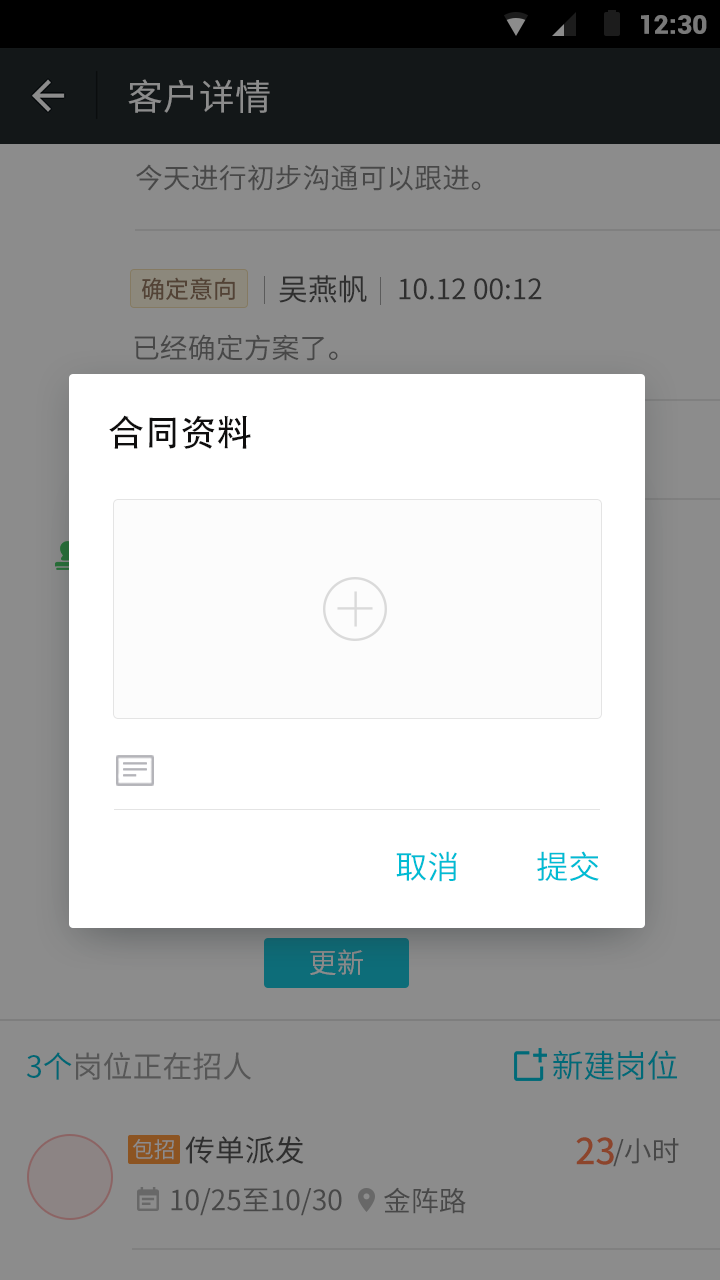 12:30
客户详情
今天进行初步沟通可以跟进。
确定意向 吴燕帆 10.12 00:12
已经确定方案了。
合同资料
取消 提交
更新
3个岗位正在招人 新建岗位
包招 传单派发 23/小时
10/25至10/30 金阵路